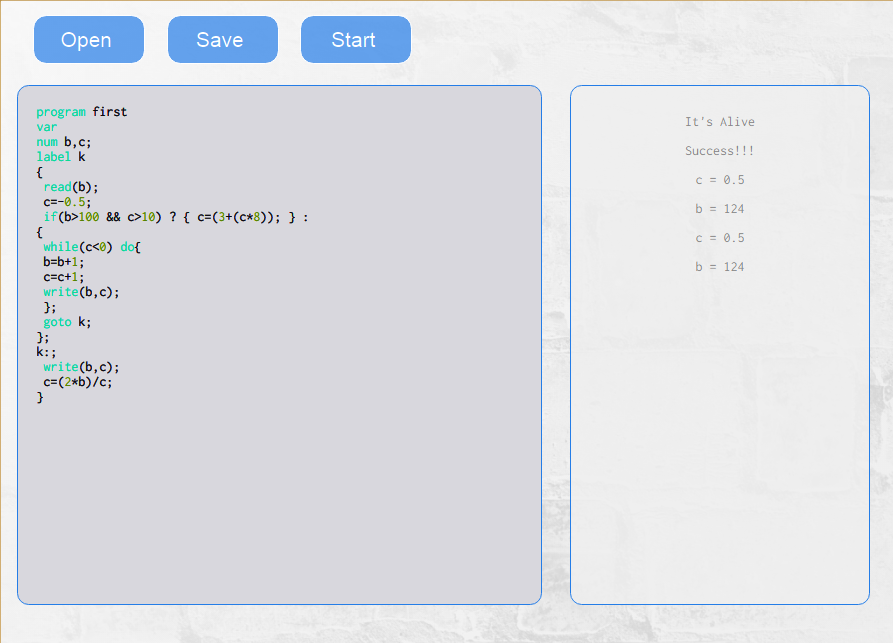 Open Save Start
program first
var
num b,c;
label k
{
read(b);
c=-0.5;
if(b>100 && c>10) ? { c=(3+(c*8)); } :
{
while(c<0) do{
b=b+1;
c=c+1;
write(b,c);
};
goto k;
};
k:;
write(b,c);
c=(2*b)/c;
}
It's Alive
Success!!!
c = 0.5
b = 124
c = 0.5
b = 124